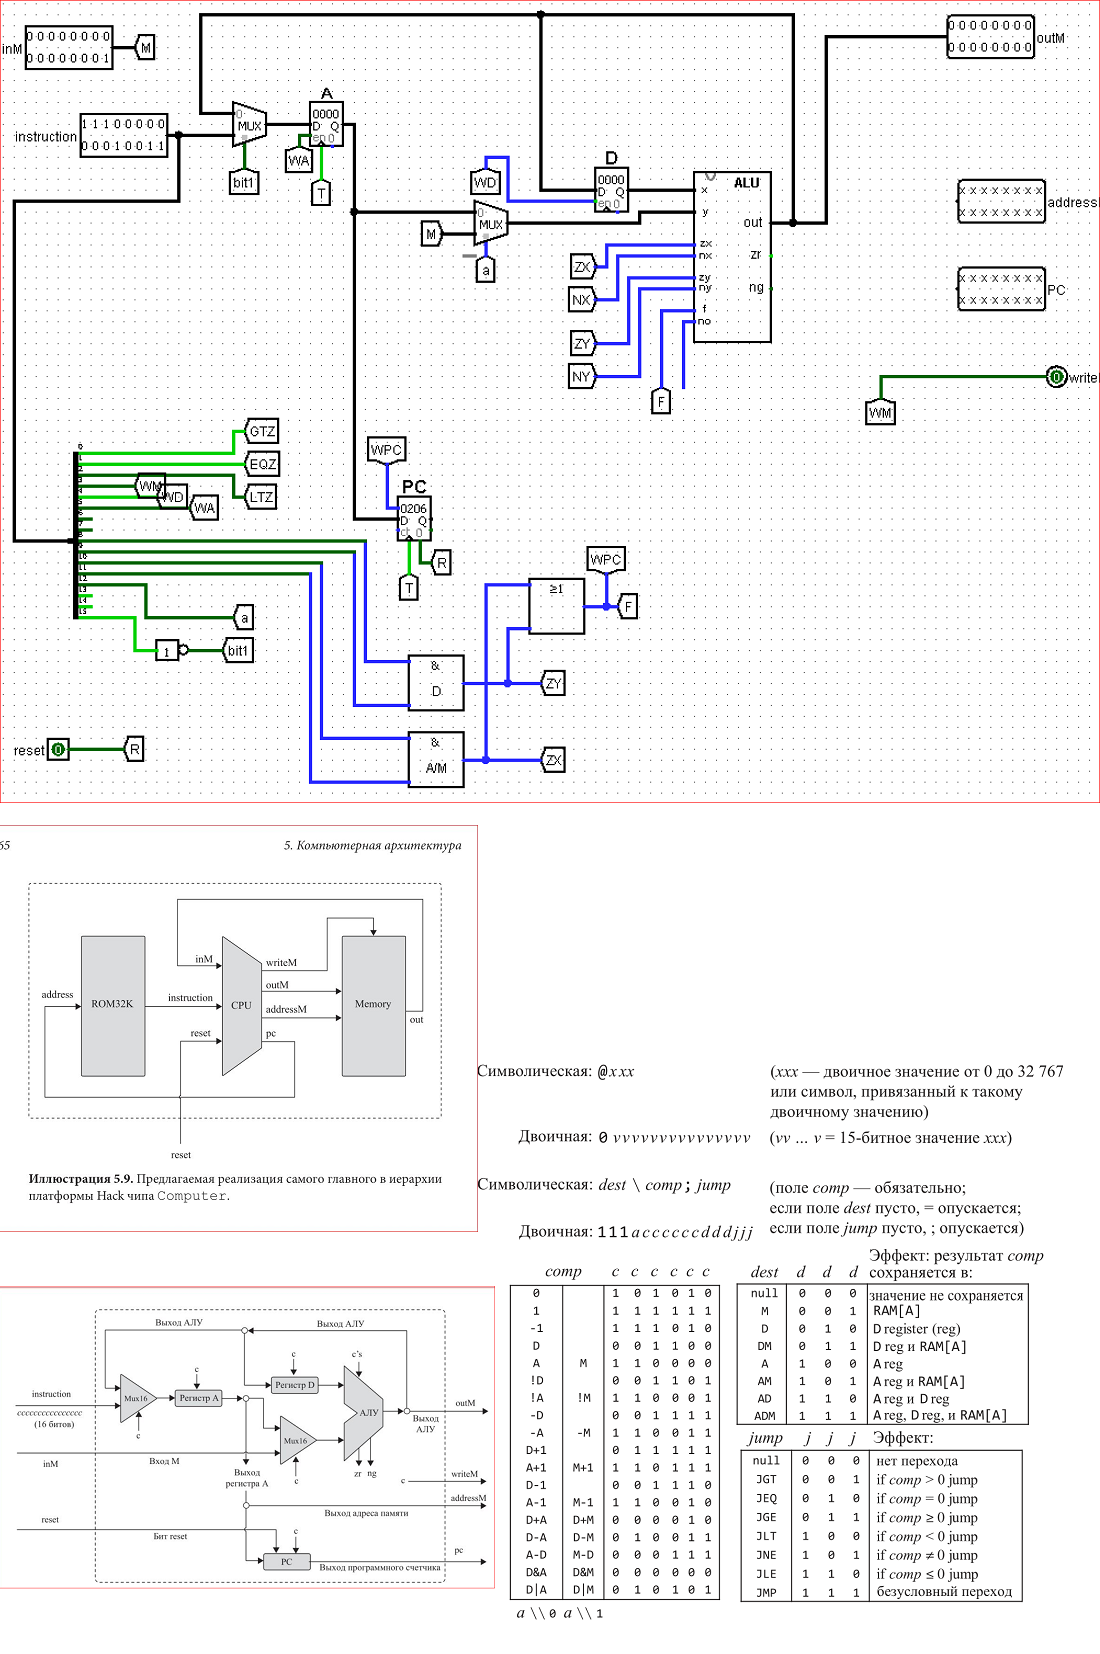 inM
0 0 0 0 0 0 0 0
0 0 0 0 0 0 0 1
M
0 0 0 0 0 0 0 0
0 0 0 0 0 0 0 0
outM
instruction
1 1 1 0 0 0 0 0
0 0 0 1 0 0 1 1
0
MUX
bit1
A
0000
D Q
en 0
WA
T
WD
D
0000
D Q
en 0
M
0
MUX
a
ALU
x
y
zx
nx
zy
ny
f
no
out
zr
ng
ZX
NX
ZY
NY
F
x x x x x x x x
x x x x x x x x
address
x x x x x x x x
x x x x x x x x
PC
0
write
WM
GTZ
EQZ
LTZ
WM
WD
WA
WPC
PC
0206
D Q
ct 0
T
R
a
1
bit1
≥1
WPC
F
&
D
ZY
&
A/M
ZX
reset
0
R
65
5. Компьютерная архитектура
address
ROM32K
instruction
inM
reset
CPU
writeM
outM
addressM
pc
Memory
out
reset
Иллюстрация 5.9. Предлагаемая реализация самого главного в иерархии
платформы Hack чипа Computer.
Символическая: @xxx (xxx — двоичное значение от 0 до 32 767
или символ, привязанный к такому
двоичному значению)
Двоичная: 0 vvvvvvvvvvvvvvv (vv ... v = 15-битное значение xxx)
Символическая: dest \ comp; jump (поле comp — обязательно;
если поле dest пусто, = опускается;
Двоичная: 111accccccdddjjj если поле jump пусто, ; опускается)
comp c c c c c c
0 1 0 1 0 1 0
1 1 1 1 1 1 1
-1 1 1 1 0 1 0
D 0 0 1 1 0 0
A M 1 1 0 0 0 0
!D 0 0 1 1 0 1
!A !M 1 1 0 0 0 1
-D 0 0 1 1 1 1
-A -M 1 1 0 0 1 1
D+1 0 1 1 1 1 1
A+1 M+1 1 1 0 1 1 1
D-1 0 0 1 1 1 0
A-1 M-1 1 1 0 0 1 0
D+A D+M 0 0 0 0 1 0
D-A D-M 0 1 0 0 1 1
A-D M-D 0 0 0 1 1 1
D&A D&M 0 0 0 0 0 0
D|A D|M 0 1 0 1 0 1
a \\ 0 a \\ 1
Эффект: результат comp
dest d d d сохраняется в:
null 0 0 0 значение не сохраняется
M 0 0 1 RAM[A]
D 0 1 0 D register (reg)
DM 0 1 1 D reg и RAM[A]
A 1 0 0 A reg
AM 1 0 1 A reg и RAM[A]
AD 1 1 0 A reg и D reg
ADM 1 1 1 A reg, D reg, и RAM[A]
jump j j j Эффект:
null 0 0 0 нет перехода
JGT 0 0 1 if comp > 0 jump
JEQ 0 1 0 if comp = 0 jump
JGE 0 1 1 if comp ≥ 0 jump
JLT 1 0 0 if comp < 0 jump
JNE 1 0 1 if comp ≠ 0 jump
JLE 1 1 0 if comp ≤ 0 jump
JMP 1 1 1 безусловный переход
Выход АЛУ
Выход АЛУ
c
c
c's
instruction
cccccccccccccccc
(16 битов)
Mux16
c
Регистр A
Регистр D
АЛУ
outM
Выход
АЛУ
Mux16
c
inM
Вход M
Выход
регистра A
zr ng
c
writeM
addressM
Выход адреса памяти
reset
Бит reset
c
PC
pc
Выход программного счетчика